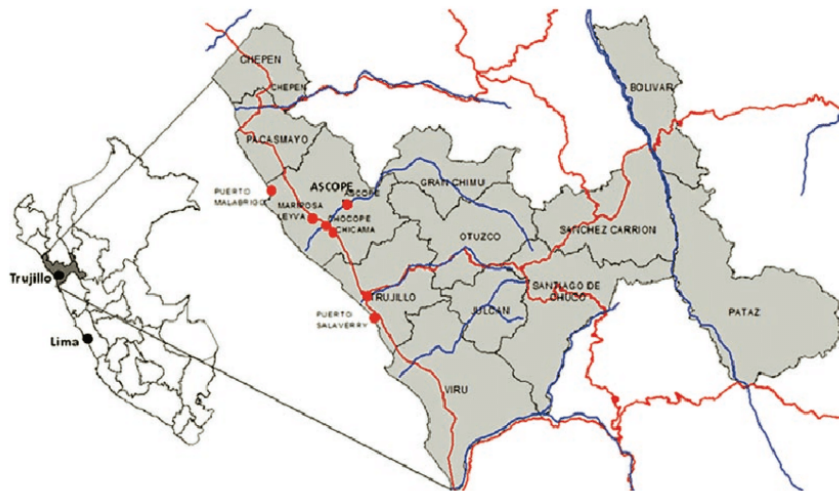 CHEPEN
CHEPEN
BOLIVAR
PACASMAYO
ASCOPE
ASCOPE
GRAN CHIMU
PUERTO
MALABRIGO
MARIPOSA
LEYVA
CHOCOPE
CHICAMA
OTUZCO
SANCHEZ CARRION
Trujillo
TRUJILLO
SANTIAGO DE
CHUCO
PUERTO
SALAVERRY
JULCAN
PATAZ
Lima
VIRU